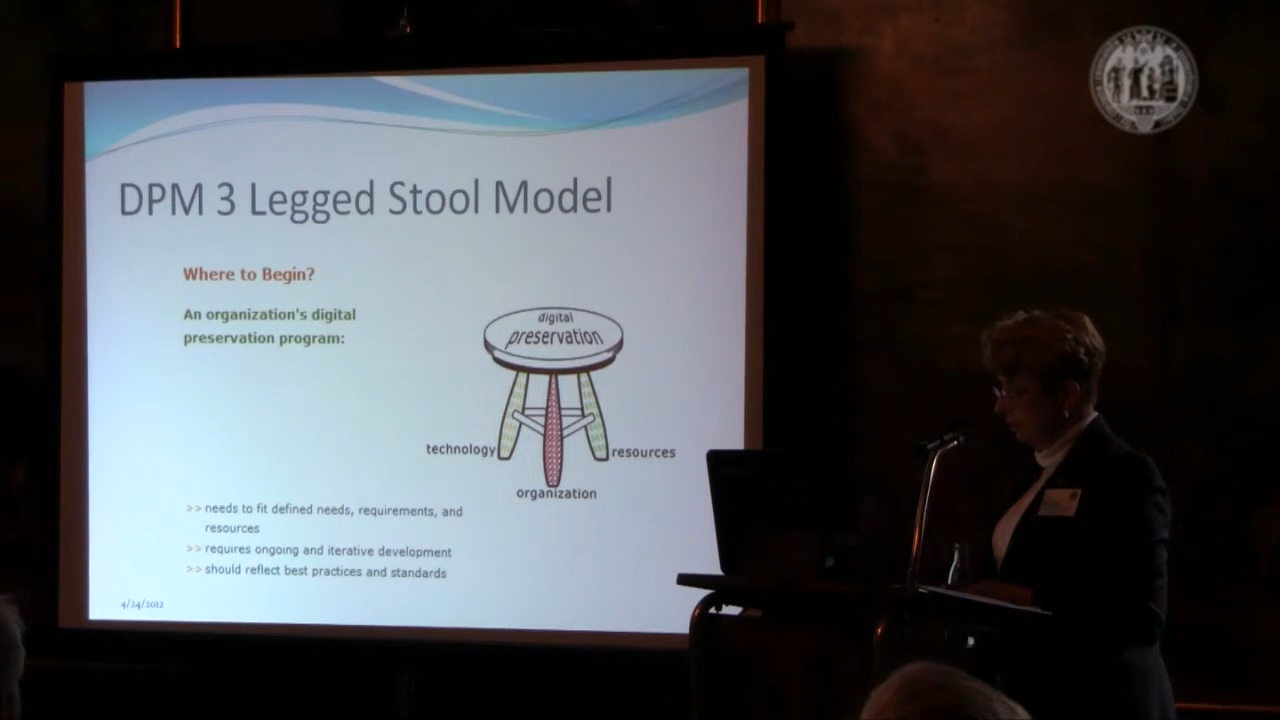 DPM 3 Legged Stool Model
Where to Begin?
An organization's digital
preservation program:
digital
preservation
technology
resources
organization
>> needs to fit defined needs, requirements, and
resources
>> requires ongoing and iterative development
>> should reflect best practices and standards
4/24/2012